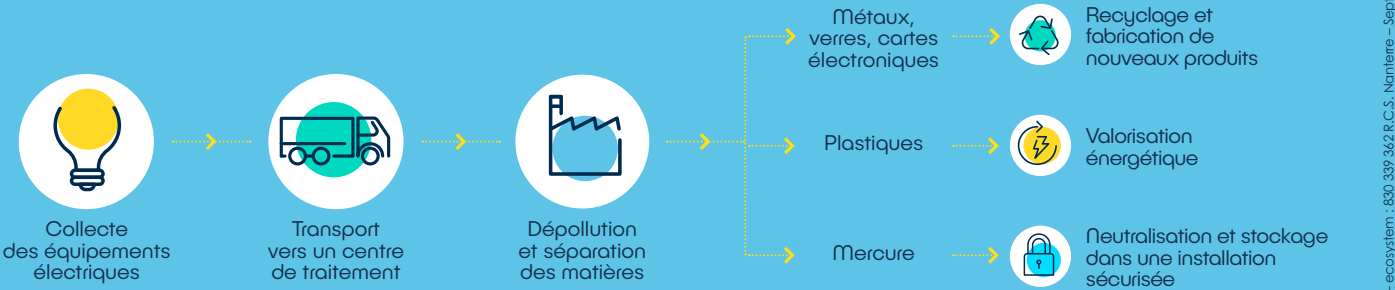 Collecte
des équipements
électriques
Transport
vers un centre
de traitement
Dépollution
et séparation
des matières
Métaux,
verres, cartes
électroniques
Recyclage et
fabrication de
nouveaux produits
Plastiques
Valorisation
énergétique
Mercure
Neutralisation et stockage
dans une installation
sécurisée
- ecosystem : 830 339 362 R.C.S. Nanterre –